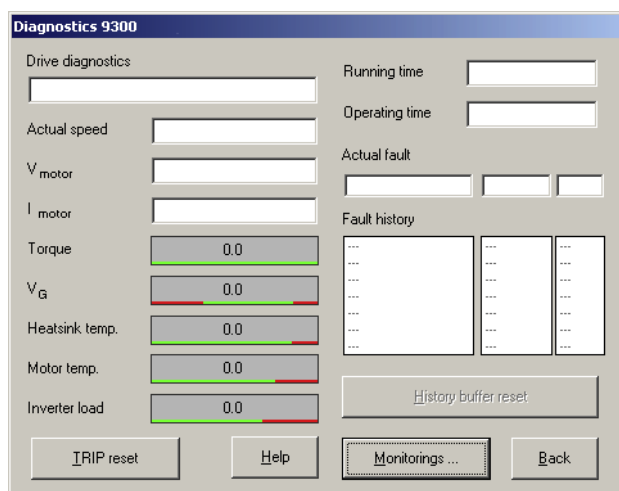 Diagnostics 9300
Drive diagnostics
Actual speed
V motor
I motor
Torque 0.0
VG 0.0
Heatsink temp. 0.0
Motor temp. 0.0
Inverter load 0.0
TRIP reset
Help
Running time
Operating time
Actual fault
Fault history
--- --- ---
--- --- ---
--- --- ---
--- --- ---
--- --- ---
--- --- ---
--- --- ---
History buffer reset
Monitorings ...
Back